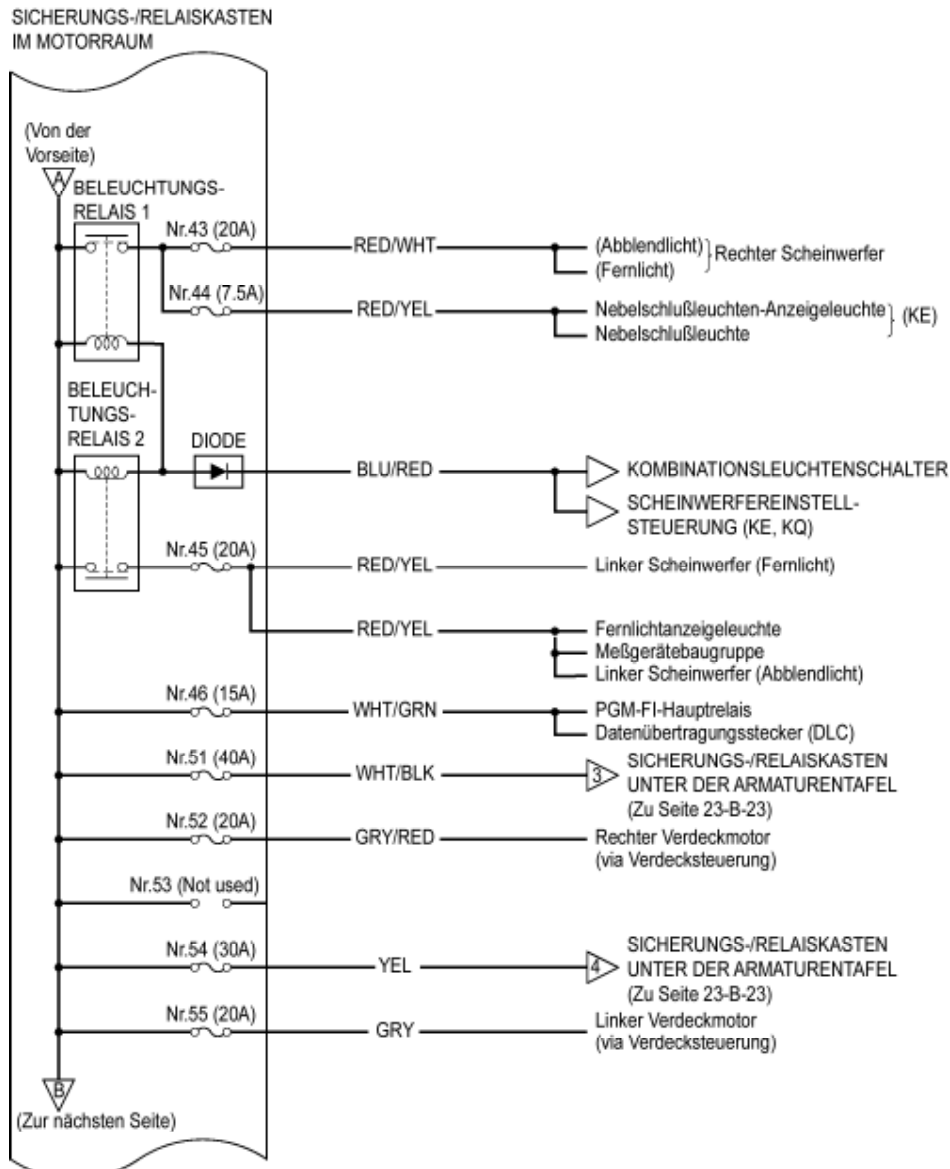 SICHERUNGS-/RELAISKASTEN
IM MOTORRAUM
(Von der
Vorseite)
A
BELEUCHTUNGS-
RELAIS 1
Nr.43 (20A)
RED/WHT
(Abblendlicht)
(Fernlicht)
Rechter Scheinwerfer
Nr.44 (7.5A)
RED/YEL
Nebelschlußleuchten-Anzeigeleuchte
Nebelschlußleuchte
(KE)
BELEUCH-
TUNGS-
RELAIS 2
DIODE
BLU/RED
KOMBINATIONSLEUCHTENSCHALTER
SCHEINWERFEREINSTELL-
STEUERUNG (KE, KQ)
Nr.45 (20A)
RED/YEL
Linker Scheinwerfer (Fernlicht)
RED/YEL
Fernlichtanzeigeleuchte
Meßgerätebaugruppe
Linker Scheinwerfer (Abblendlicht)
Nr.46 (15A)
WHT/GRN
PGM-FI-Hauptrelais
Datenübertragungsstecker (DLC)
Nr.51 (40A)
WHT/BLK
3
SICHERUNGS-/RELAISKASTEN
UNTER DER ARMATURENTAFEL
(Zu Seite 23-B-23)
Nr.52 (20A)
GRY/RED
Rechter Verdeckmotor
(via Verdecksteuerung)
Nr.53 (Not used)
Nr.54 (30A)
YEL
4
SICHERUNGS-/RELAISKASTEN
UNTER DER ARMATURENTAFEL
(Zu Seite 23-B-23)
Nr.55 (20A)
GRY
Linker Verdeckmotor
(via Verdecksteuerung)
B
(Zur nächsten Seite)